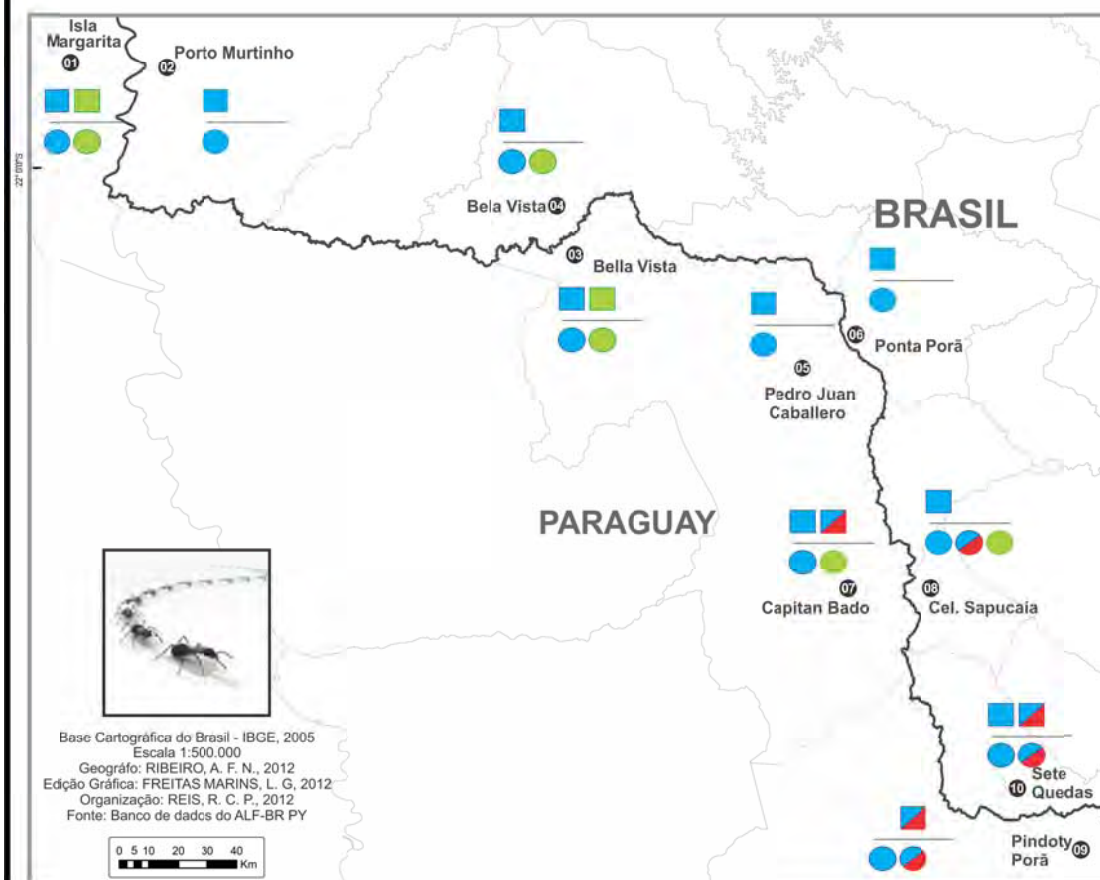 Isla
Margarita
01
02
Porto Murtinho
Bela Vista 04
03
Bella Vista
BRASIL
06
Ponta Porã
05
Pedro Juan
Caballero
PARAGUAY
07
Capitan Bado
08
Cel. Sapucaia
10
Sete
Quedas
Pindoty
Porã
09
Base Cartográfica do Brasil - IBGE, 2005
Escala 1:500.000
Geográfo: RIBEIRO, A. F. N., 2012
Edição Gráfica: FREITAS MARINS, L. G, 2012
Organização: REIS, R. C. P., 2012
Fonte: Banco de dados do ALF-BR PY
0 5 10 20 30 40
Km